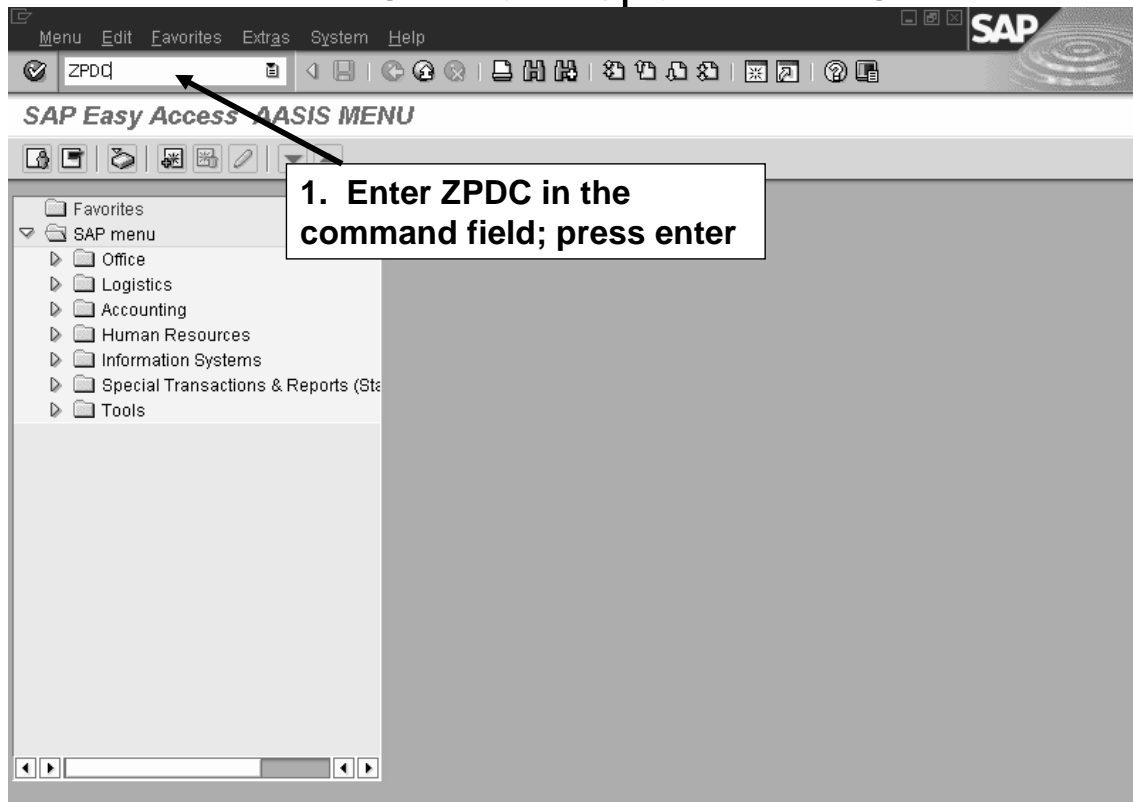 Menu Edit Favorites Extras System Help
SAP
ZPDC
SAP Easy Access AASIS MENU
1. Enter ZPDC in the
command field; press enter
Favorites
SAP menu
Office
Logistics
Accounting
Human Resources
Information Systems
Special Transactions & Reports (Sta
Tools